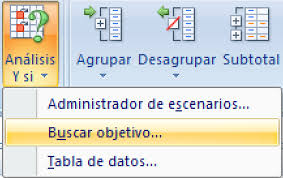 Análisis
Y si
Agrupar
Desagrupar
Subtotal
Administrador de escenarios...
Buscar objetivo...
Tabla de datos...